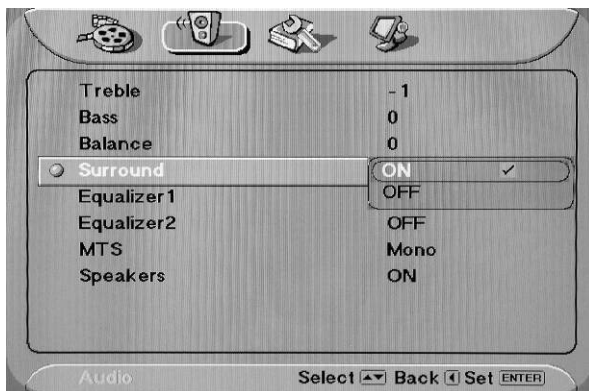 Treble -1
Bass 0
Balance 0
Surround ON
Equalizer1 OFF
Equalizer2 OFF
MTS Mono
Speakers ON
Audio Select Back Set ENTER